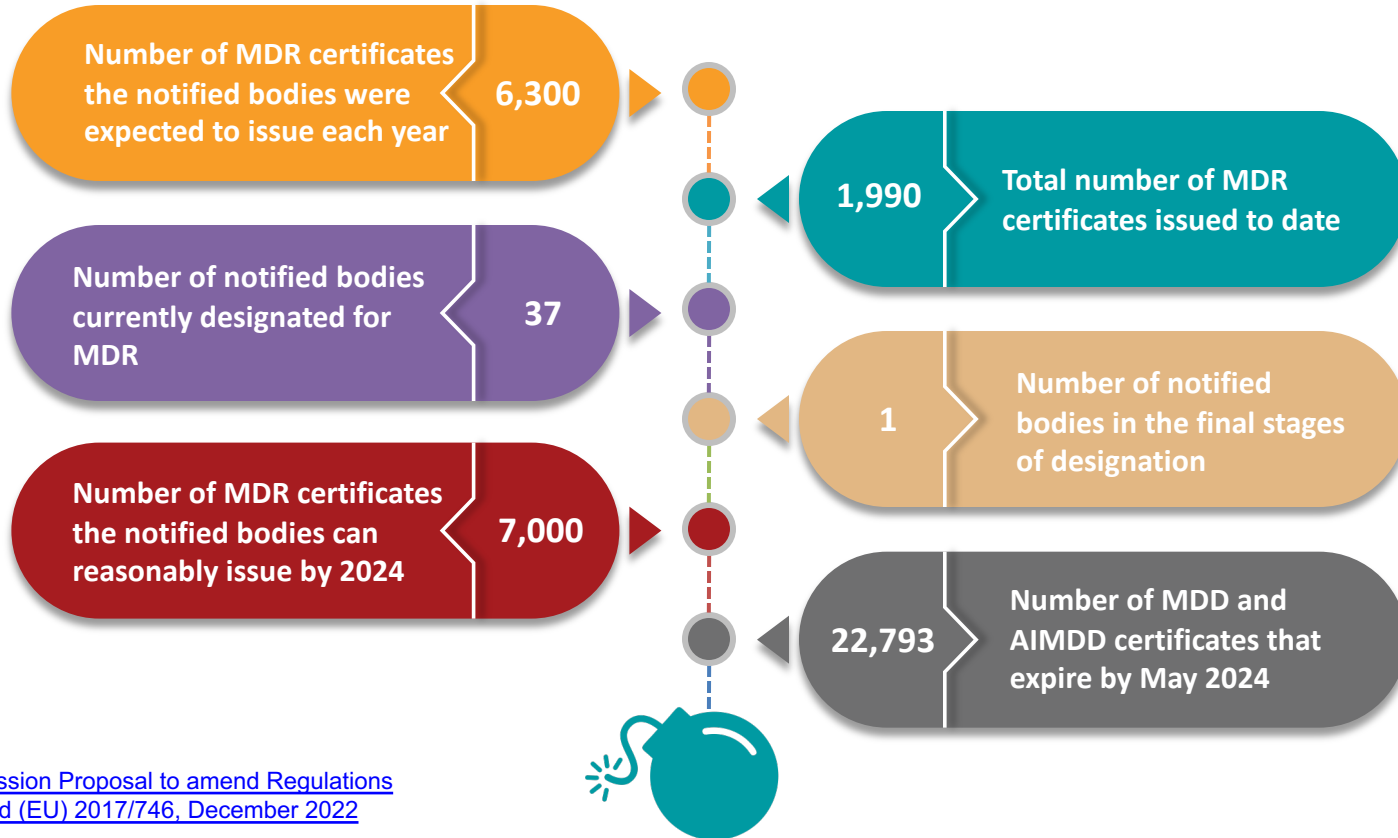 Number of MDR certificates
the notified bodies were
expected to issue each year
6,300
1,990
Total number of MDR
certificates issued to date
Number of notified bodies
currently designated for
MDR
37
1
Number of notified
bodies in the final stages
of designation
Number of MDR certificates
the notified bodies can
reasonably issue by 2024
7,000
22,793
Number of MDD and
AIMDD certificates that
expire by May 2024
Proposal to amend Regulations
(EU) 2017/746, December 2022